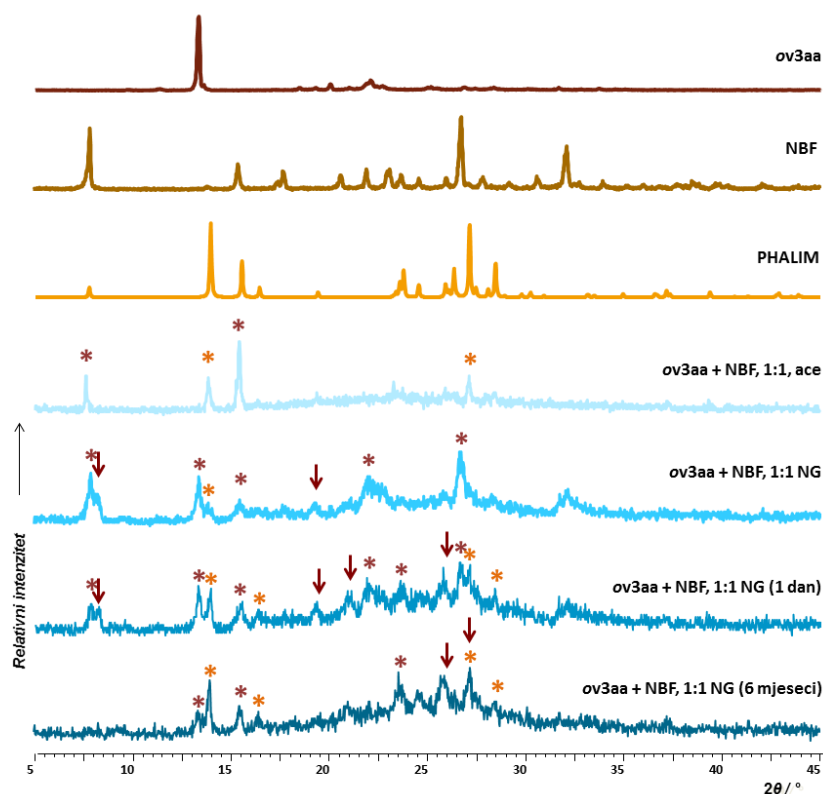 ov3aa
NBF
PHALIM
ov3aa + NBF, 1:1, ace
ov3aa + NBF, 1:1 NG
ov3aa + NBF, 1:1 NG (1 dan)
ov3aa + NBF, 1:1 NG (6 mjeseci)
Relativni intenzitet
5 10 15 20 25 30 35 40 45
2θ / °